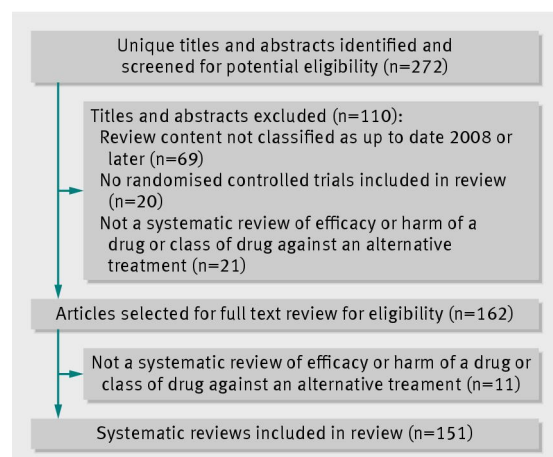 Unique titles and abstracts identified and
screened for potential eligibility (n=272)
Titles and abstracts excluded (n=110):
Review content not classified as up to date 2008 or
later (n=69)
No randomised controlled trials included in review
(n=20)
Not a systematic review of efficacy or harm of a
drug or class of drug against an alternative
treatment (n=21)
Articles selected for full text review for eligibility (n=162)
Not a systematic review of efficacy or harm of a drug or
class of drug against an alternative treament (n=11)
Systematic reviews included in review (n=151)